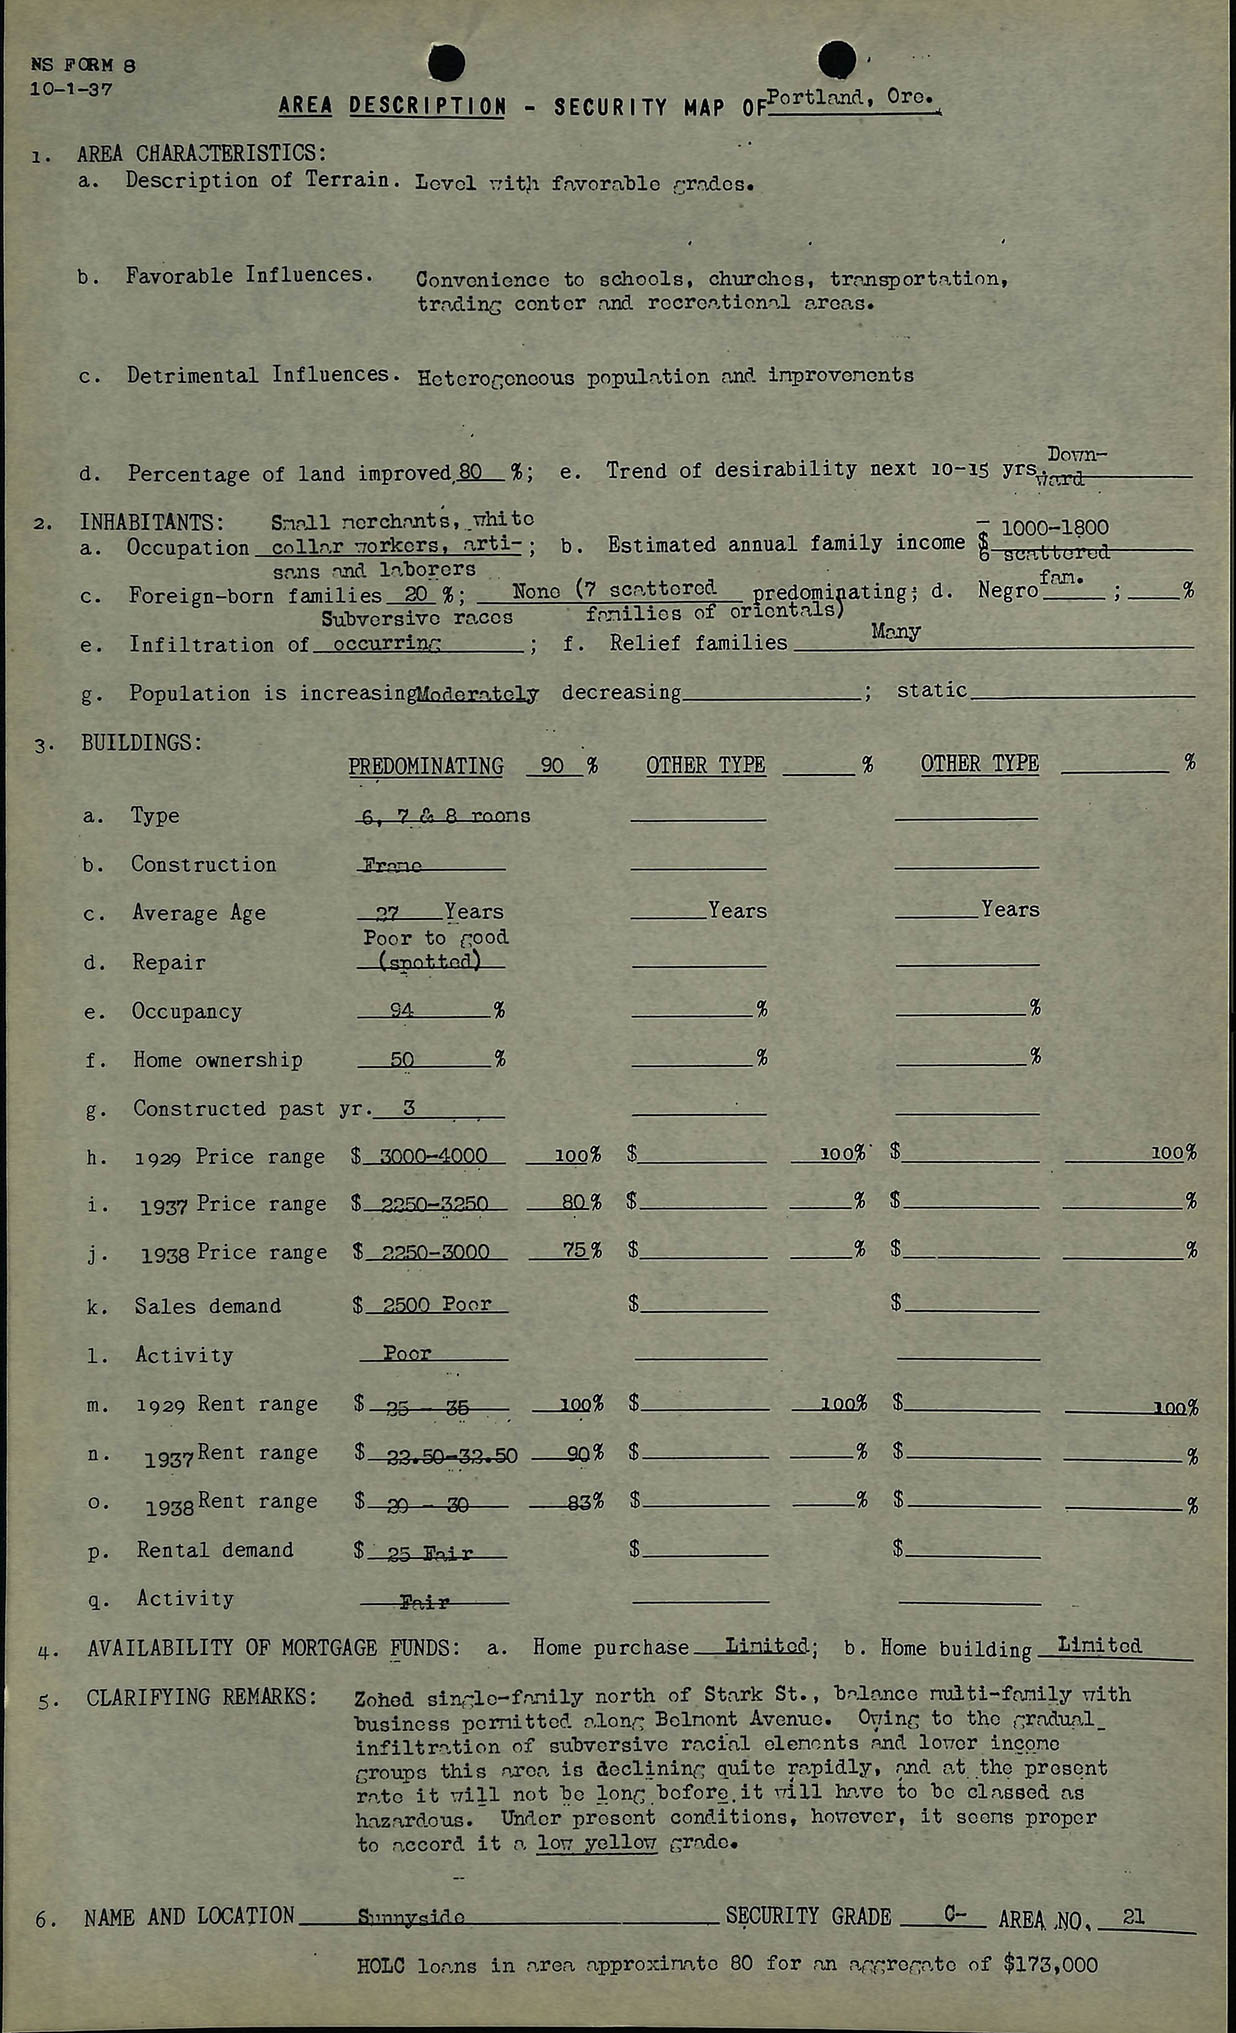 NS FORM 8
10-1-37
AREA DESCRIPTION - SECURITY MAP OF Portland, Ore.
1. AREA CHARACTERISTICS:
a. Description of Terrain. Level with favorable grades.
b. Favorable Influences. Convenience to schools, churches, transportation,
trading center and recreational areas.
c. Detrimental Influences. Heterogeneous population and improvements
d. Percentage of land improved 80 %; e. Trend of desirability next 10-15 yrs. Down-
ward
2. INHABITANTS: Small merchants, white
a. Occupation collar workers, arti- ; b. Estimated annual family income $ 1000-1800
sans and laborers 6 scattered
c. Foreign-born families 20 %; None (7 scattered predominating; d. Negro fam. ; %
Subversive races families of orientals)
e. Infiltration of occurring ; f. Relief families Many
g. Population is increasing Moderately decreasing ; static
3. BUILDINGS:
PREDOMINATING 90 % OTHER TYPE % OTHER TYPE %
a. Type 6, 7 & 8 rooms
b. Construction Frame
c. Average Age 27 Years Years Years
Poor to good
d. Repair (spotted)
e. Occupancy 94 % % %
f. Home ownership 50 % % %
g. Constructed past yr. 3
h. 1929 Price range $ 3000-4000 100% $ 100% $ 100%
i. 1937 Price range $ 2250-3250 80% $ % $ %
j. 1938 Price range $ 2250-3000 75% $ % $ %
k. Sales demand $ 2500 Poor $ $
l. Activity Poor
m. 1929 Rent range $ 25 - 35 100% $ 100% $ 100%
n. 1937 Rent range $ 22.50-32.50 90% $ % $ %
o. 1938 Rent range $ 20 - 30 83% $ % $ %
p. Rental demand $ 25 Fair $ $
q. Activity Fair
4. AVAILABILITY OF MORTGAGE FUNDS: a. Home purchase Limited; b. Home building Limited
5. CLARIFYING REMARKS: Zoned single-family north of Stark St., balance multi-family with
business permitted along Belmont Avenue. Owing to the gradual
infiltration of subversive racial elements and lower income
groups this area is declining quite rapidly, and at the present
rate it will not be long before it will have to be classed as
hazardous. Under present conditions, however, it seems proper
to accord it a low yellow grade.
6. NAME AND LOCATION Sunnyside SECURITY GRADE C- AREA NO. 21
HOLC loans in area approximate 80 for an aggregate of $173,000